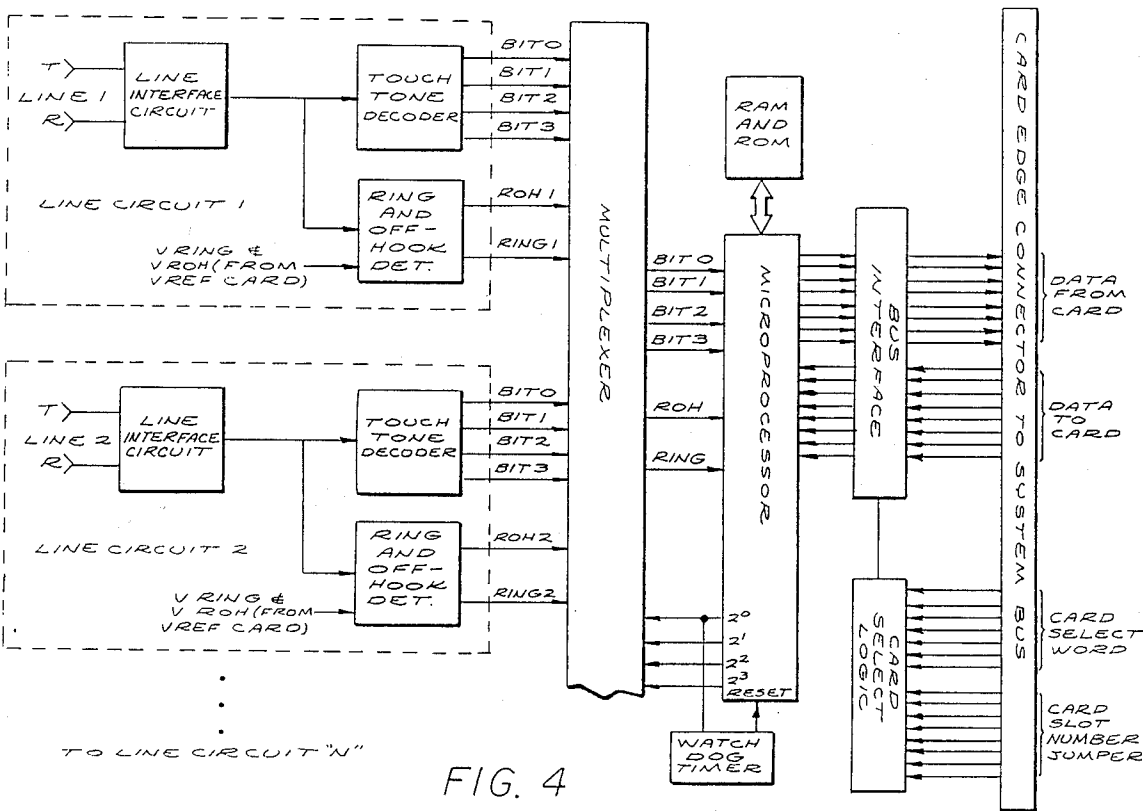 T
LINE 1
R
LINE
INTERFACE
CIRCUIT
TOUCH
TONE
DECODER
BIT0
BIT1
BIT2
BIT3
LINE CIRCUIT 1
V RING &
VROH (FROM
VREF CARD)
RING
AND
OFF-
HOOK
DET.
ROH1
RING1
T
LINE 2
R
LINE
INTERFACE
CIRCUIT
TOUCH
TONE
DECODER
BIT0
BIT1
BIT2
BIT3
LINE CIRCUIT 2
V RING &
V ROH (FROM
VREF CARD)
RING
AND
OFF-
HOOK
DET.
ROH2
RING2
TO LINE CIRCUIT "N"
MULTIPLEXER
BIT0
BIT1
BIT2
BIT3
ROH
RING
RAM
AND
ROM
MICROPROCESSOR
2⁰
2¹
2²
2³
RESET
WATCH
DOG
TIMER
BUS
INTERFACE
CARD
SELECT
LOGIC
CARD EDGE CONNECTOR TO SYSTEM BUS
DATA
FROM
CARD
DATA
TO
CARD
CARD
SELECT
WORD
CARD
SLOT
NUMBER
JUMPER
FIG. 4